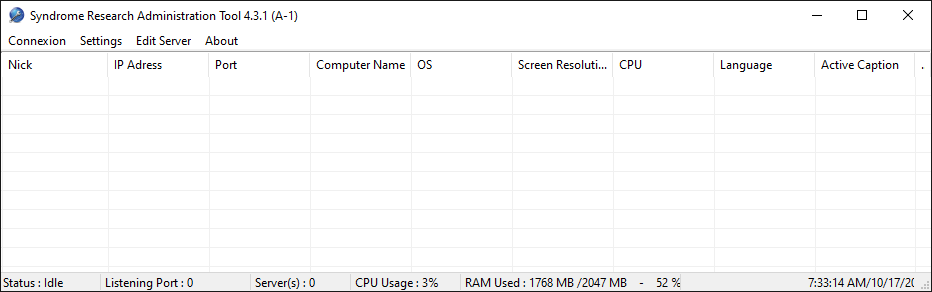 Syndrome Research Administration Tool 4.3.1 (A-1)
Connexion Settings Edit Server About
Nick IP Adress Port Computer Name OS Screen Resoluti... CPU Language Active Caption .
Status : Idle Listening Port : 0 Server(s) : 0 CPU Usage : 3% RAM Used : 1768 MB /2047 MB - 52 % 7:33:14 AM/10/17/20